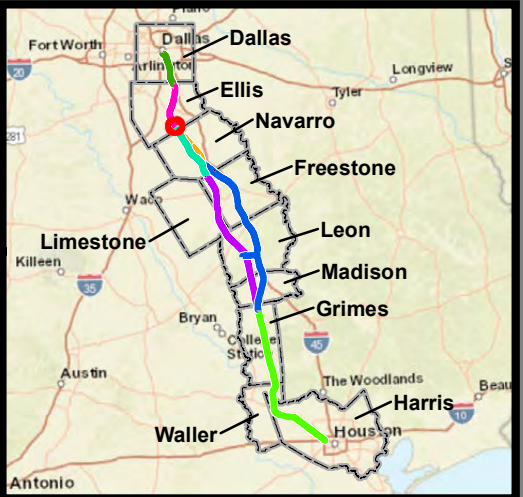 Plano
Dallas
Dallas
Fort Worth
Arlington
Longview
20
Ellis
Tyler
Navarro
281
Freestone
Waco
Leon
Limestone
Killeen
Madison
35
Grimes
Bryan
College
Station
45
Austin
The Woodlands
Beau
Harris
10
Waller
Houston
Antonio